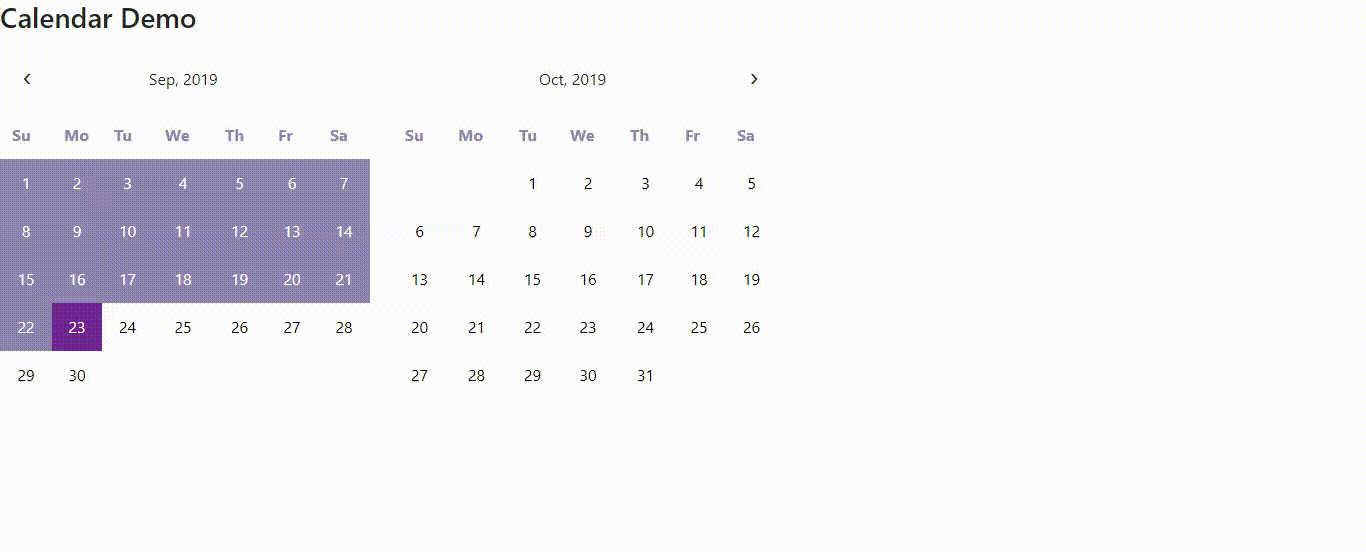 Calendar Demo
‹ Sep, 2019 Oct, 2019 ›
Su Mo Tu We Th Fr Sa Su Mo Tu We Th Fr Sa
1 2 3 4 5 6 7 1 2 3 4 5
8 9 10 11 12 13 14 6 7 8 9 10 11 12
15 16 17 18 19 20 21 13 14 15 16 17 18 19
22 23 24 25 26 27 28 20 21 22 23 24 25 26
29 30 27 28 29 30 31